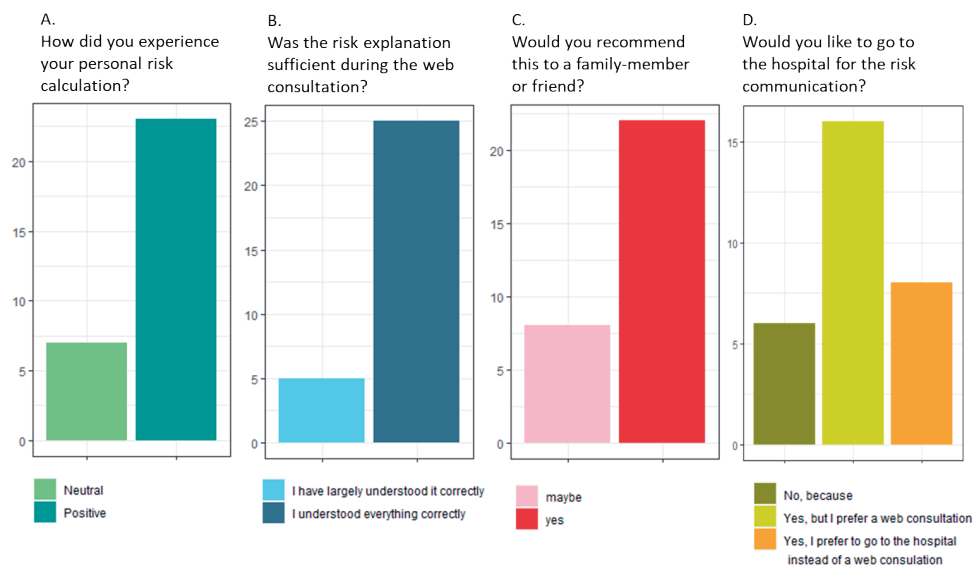 A.
How did you experience
your personal risk
calculation?
20
15
10
5
0
Neutral
Positive
B.
Was the risk explanation
sufficient during the web
consultation?
25
20
15
10
5
0
I have largely understood it correctly
I understood everything correctly
C.
Would you recommend
this to a family-member
or friend?
20
15
10
5
0
maybe
yes
D.
Would you like to go to
the hospital for the risk
communication?
15
10
5
0
No, because
Yes, but I prefer a web consultation
Yes, I prefer to go to the hospital
instead of a web consulation